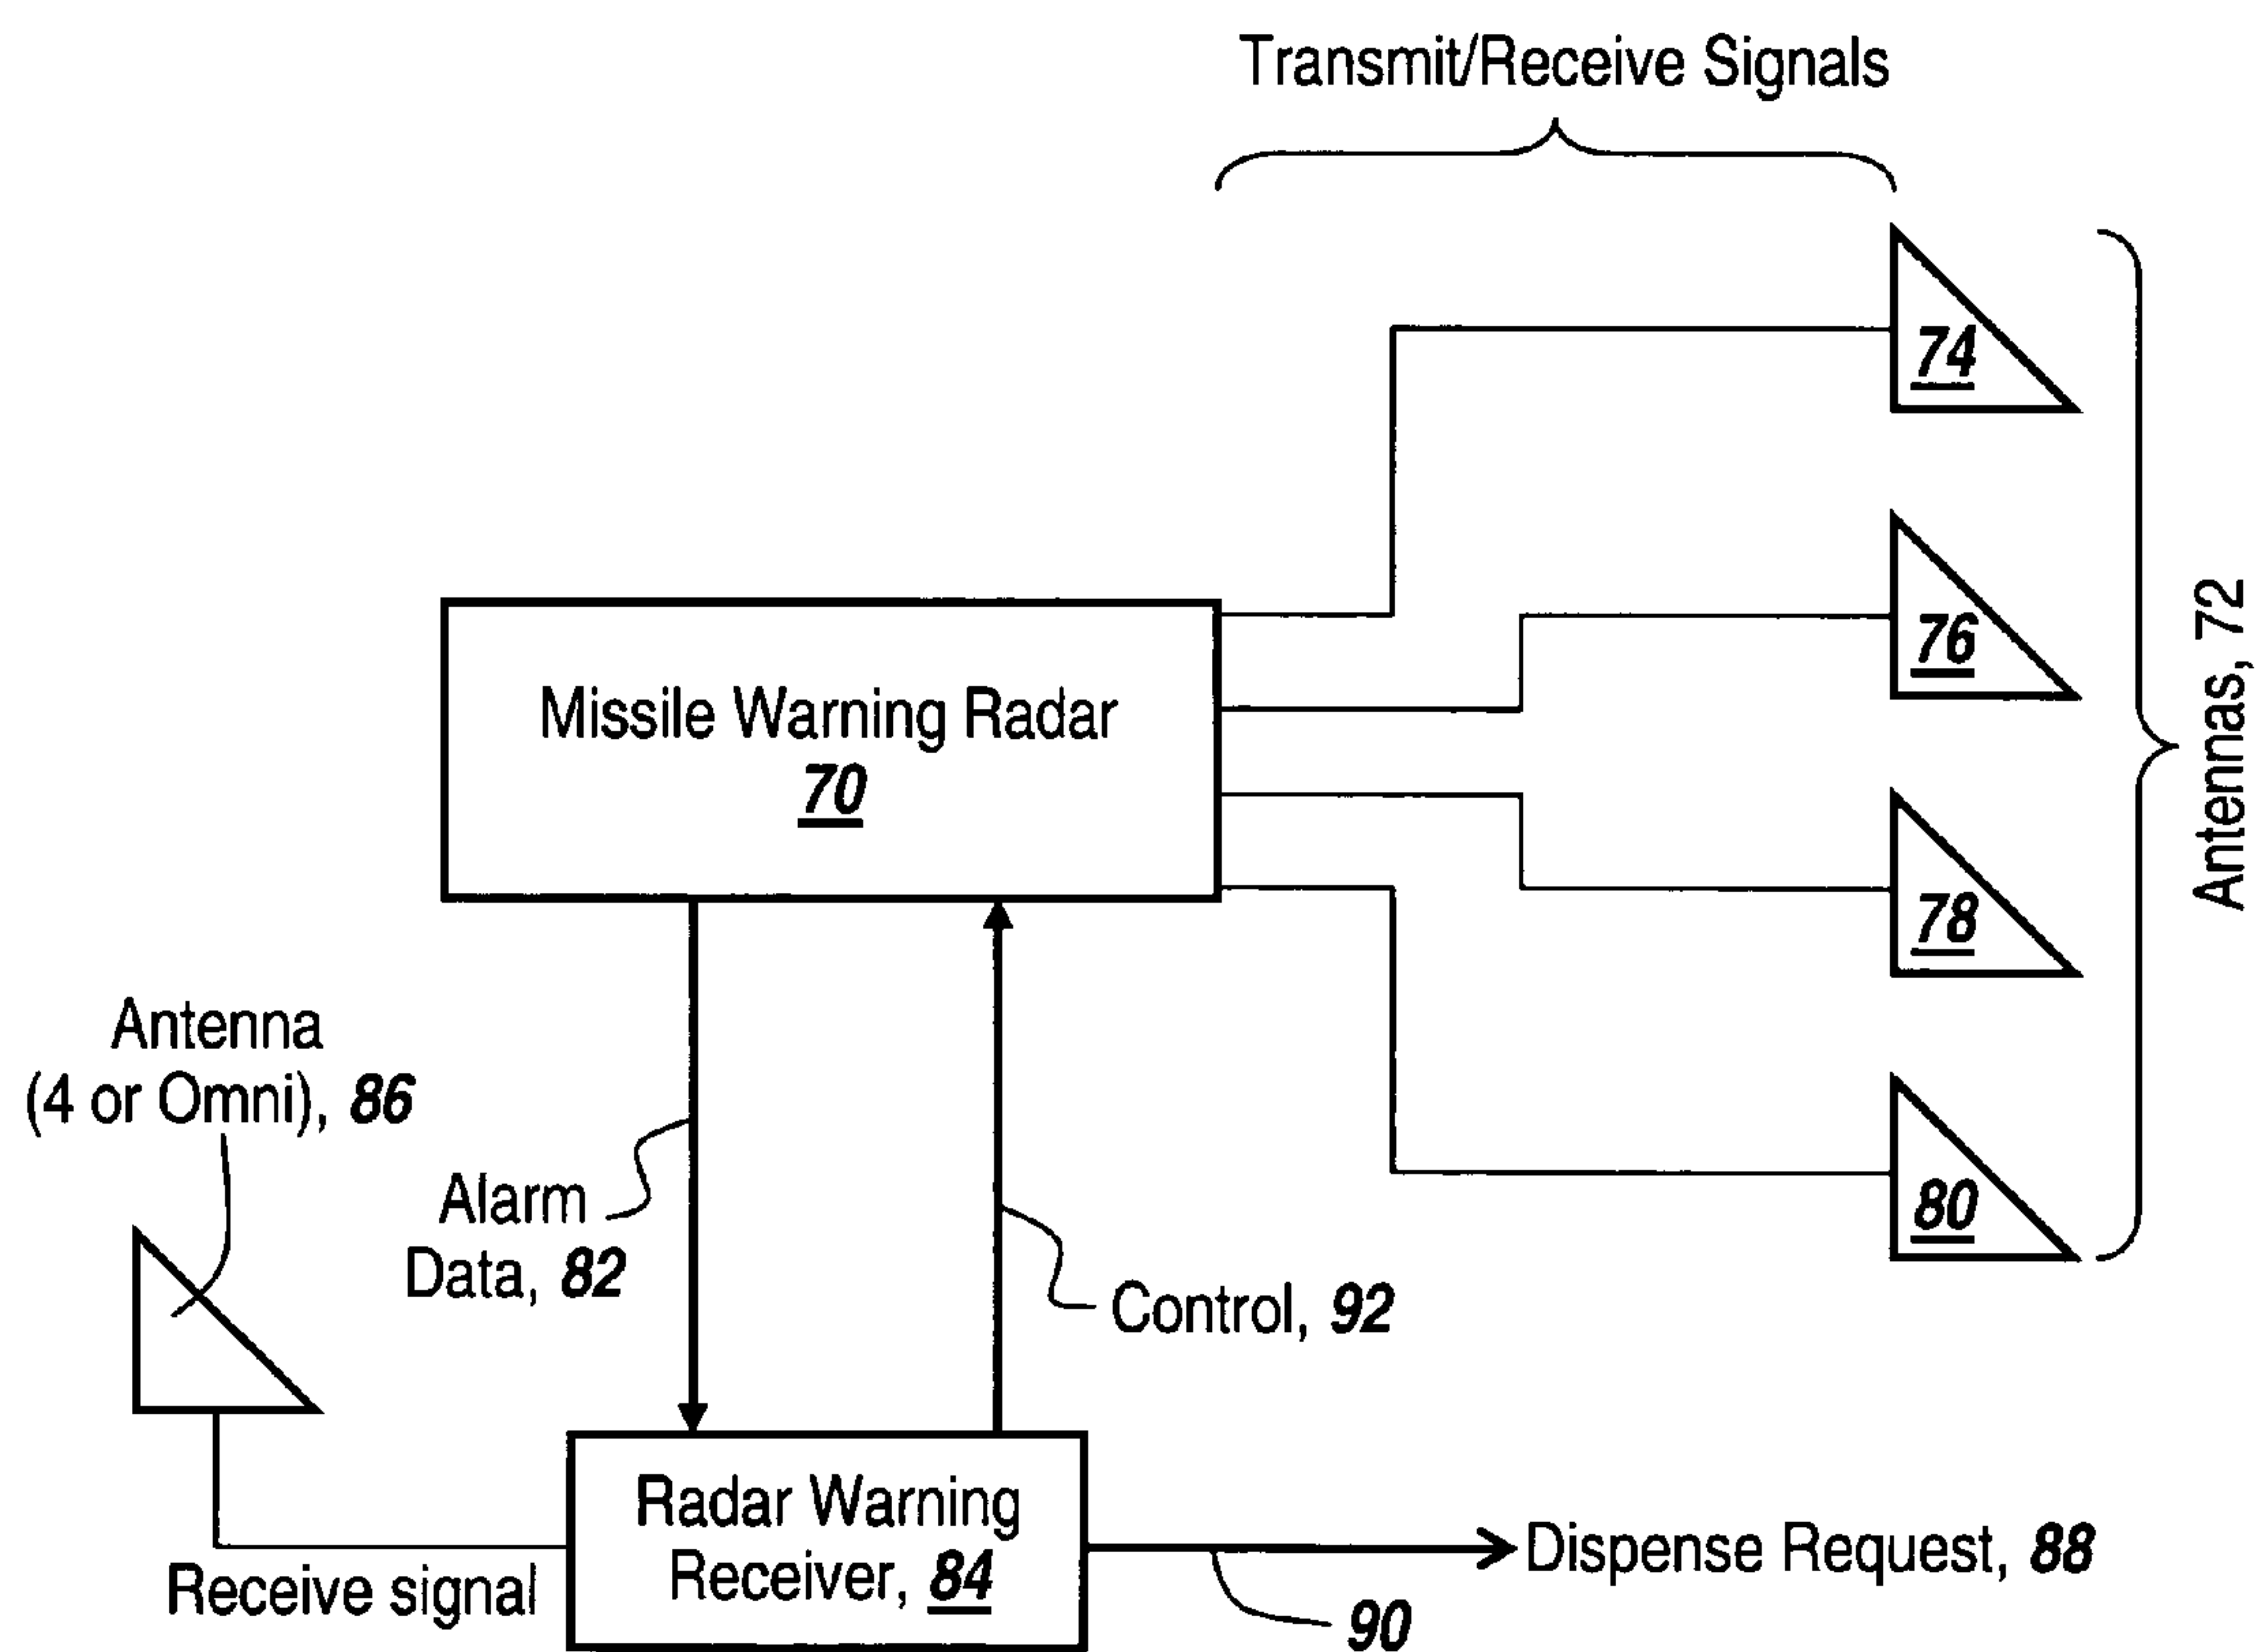 Transmit/Receive Signals
74
76
Antennas, 72
Missile Warning Radar
70
78
Antenna
(4 or Omni), 86
Alarm
Data, 82
80
Control, 92
Radar Warning
Receiver, 84
Receive signal
Dispense Request, 88
90